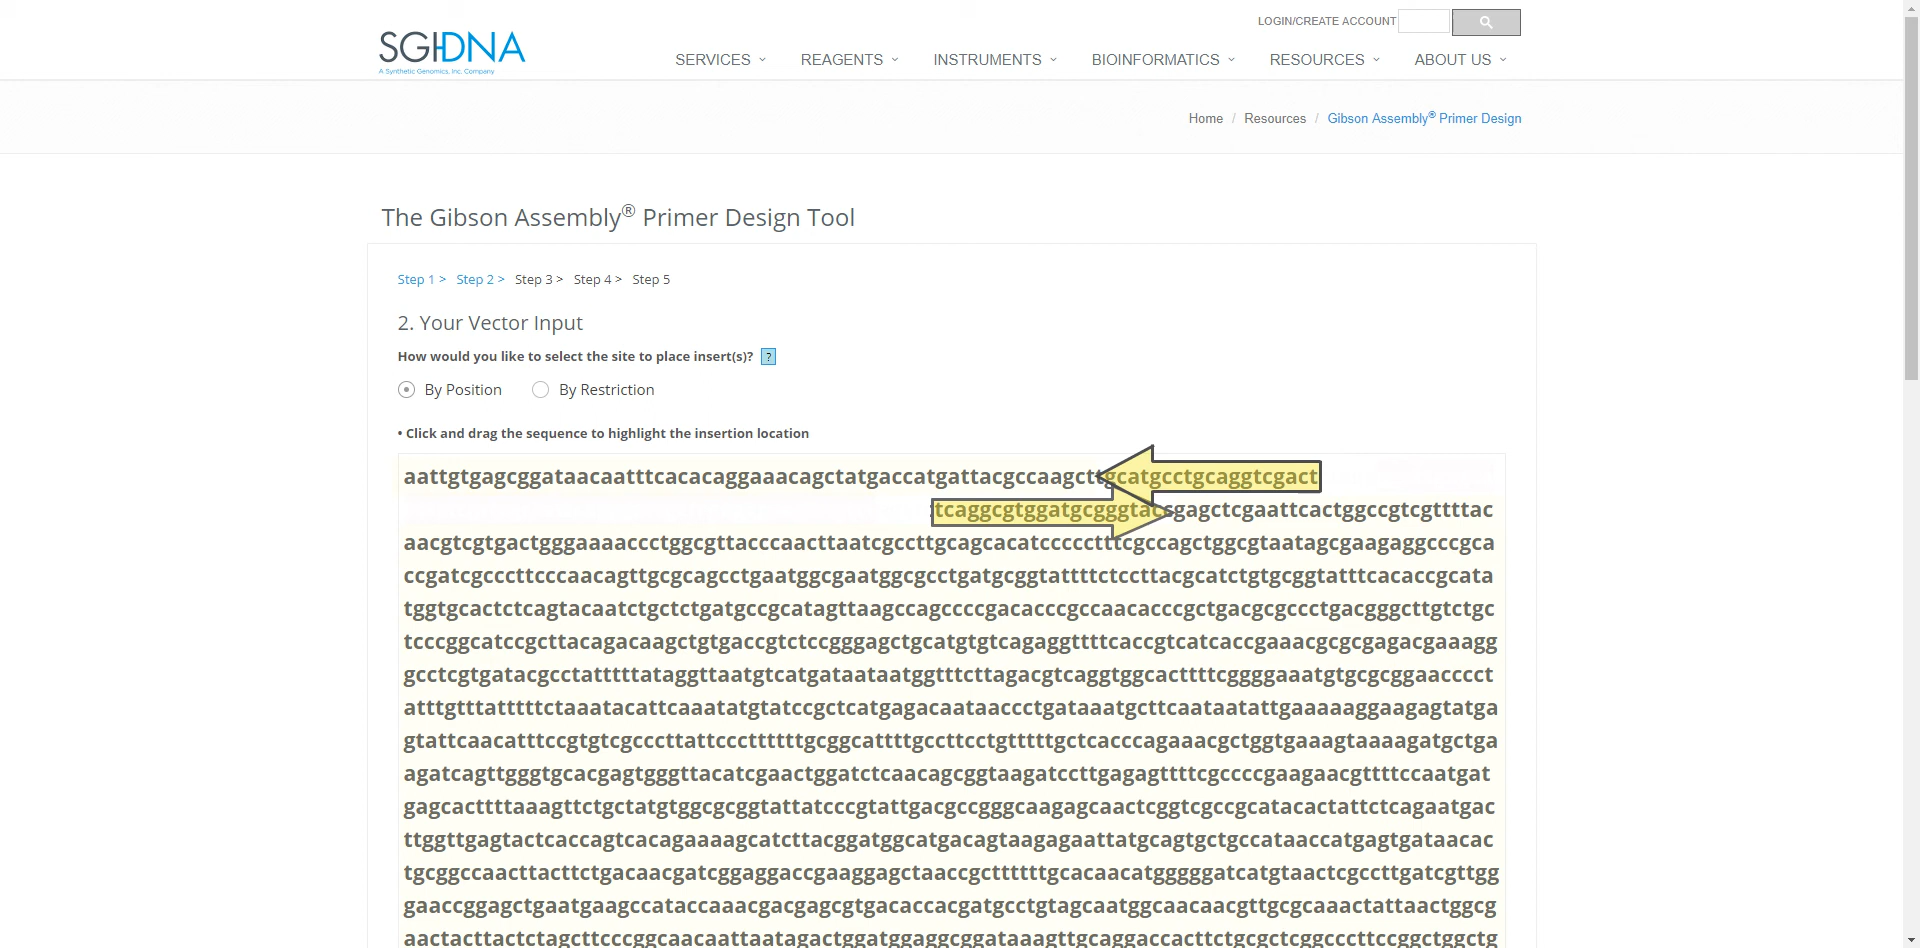 LOGIN/CREATE ACCOUNT
SGI-DNA
A Synthetic Genomics, Inc. Company
SERVICES REAGENTS INSTRUMENTS BIOINFORMATICS RESOURCES ABOUT US
Home / Resources / Gibson Assembly® Primer Design
The Gibson Assembly® Primer Design Tool
Step 1 > Step 2 > Step 3 > Step 4 > Step 5
2. Your Vector Input
How would you like to select the site to place insert(s)? ?
By Position By Restriction
• Click and drag the sequence to highlight the insertion location
aattgtgagcggataacaatttcacacaggaaacagctatgaccatgattacgccaagcttgcatgcctgcaggtcgact
tcaggcgtggatgcgggtaccgagctcgaattcactggccgtcgttttac
aacgtcgtgactgggaaaaccctggcgttacccaacttaatcgccttgcagcacatccccctttcgccagctggcgtaatagcgaagaggcccgca
ccgatcgcccttcccaacagttgcgcagcctgaatggcgaatggcgcctgatgcggtattttctccttacgcatctgtgcggtatttcacaccgcata
tggtgcactctcagtacaatctgctctgatgccgcatagttaagccagccccgacacccgccaacacccgctgacgcgccctgacgggcttgtctgc
tcccggcatccgcttacagacaagctgtgaccgtctccgggagctgcatgtgtcagaggttttcaccgtcatcaccgaaacgcgcgagacgaaagg
gcctcgtgatacgcctatttttataggttaatgtcatgataataatggtttcttagacgtcaggtggcacttttcggggaaatgtgcgcggaacccct
atttgtttatttttctaaatacattcaaatatgtatccgctcatgagacaataaccctgataaatgcttcaataatattgaaaaaggaagagtatga
gtattcaacatttccgtgtcgcccttattcccttttttgcggcattttgccttcctgtttttgctcacccagaaacgctggtgaaagtaaaagatgctga
agatcagttgggtgcacgagtgggttacatcgaactggatctcaacagcggtaagatccttgagagttttcgccccgaagaacgttttccaatgat
gagcacttttaaagttctgctatgtggcgcggtattatcccgtattgacgccgggcaagagcaactcggtcgccgcatacactattctcagaatgac
ttggttgagtactcaccagtcacagaaaagcatcttacggatggcatgacagtaagagaattatgcagtgctgccataaccatgagtgataacac
tgcggccaacttacttctgacaacgatcggaggaccgaaggagctaaccgcttttttgcacaacatgggggatcatgtaactcgccttgatcgttgg
gaaccggagctgaatgaagccataccaaacgacgagcgtgacaccacgatgcctgtagcaatggcaacaacgttgcgcaaactattaactggcg
aactacttactctagcttcccggcaacaattaatagactggatggaggcggataaagttgcaggaccacttctgcgctcggcccttccggctggctg